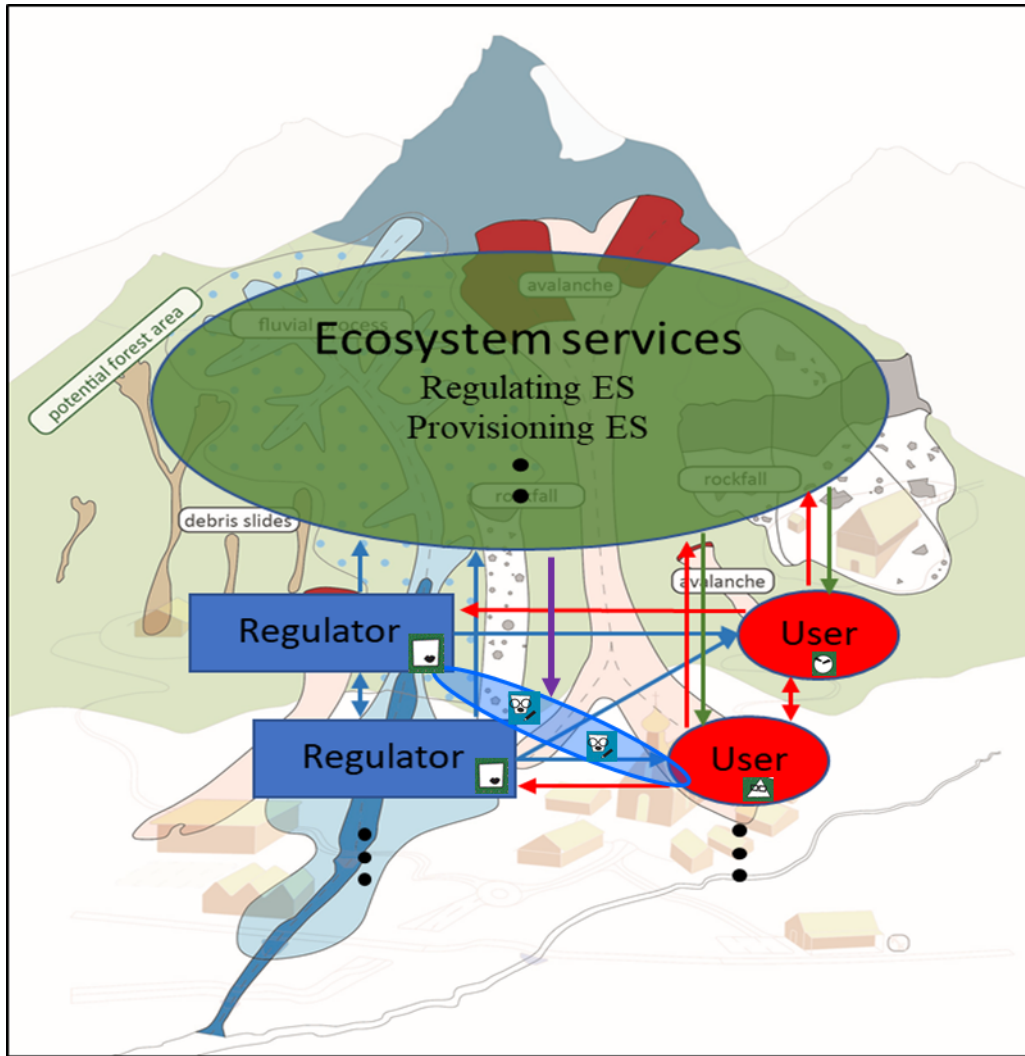 avalanche
fluvial process
Ecosystem services
potential forest area
Regulating ES
Provisioning ES
rockfall
rockfall
debris slides
avalanche
Regulator
User
Regulator
User